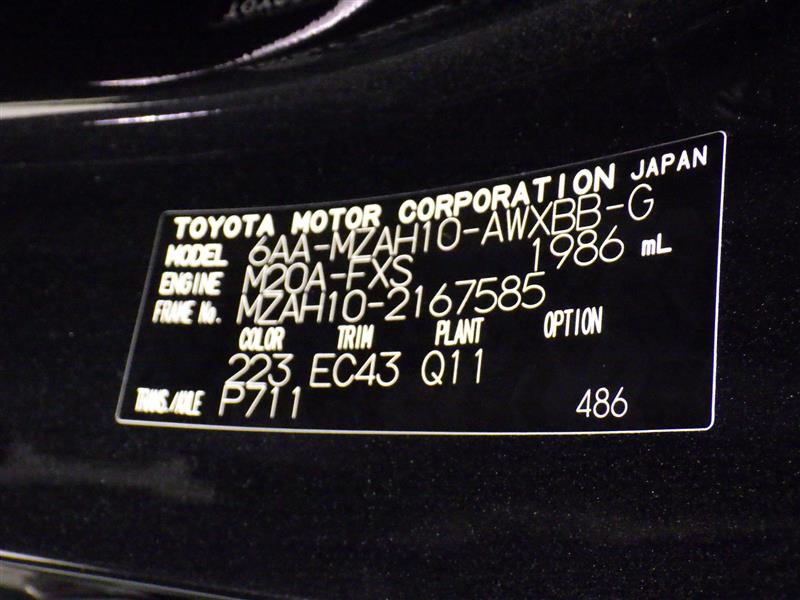 TOYOTA MOTOR CORPORATION JAPAN
MODEL 6AA-MZAH10-AWXBB-G
ENGINE M20A-FXS 1986 mL
FRAME No. MZAH10-2167585
COLOR TRIM PLANT OPTION
223 EC43 Q11
TRANS./AXLE P711 486